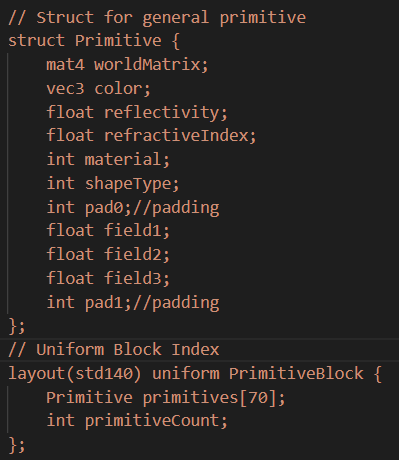 // Struct for general primitive
struct Primitive {
    mat4 worldMatrix;
    vec3 color;
    float reflectivity;
    float refractiveIndex;
    int material;
    int shapeType;
    int pad0;//padding
    float field1;
    float field2;
    float field3;
    int pad1;//padding
};
// Uniform Block Index
layout(std140) uniform PrimitiveBlock {
    Primitive primitives[70];
    int primitiveCount;
};